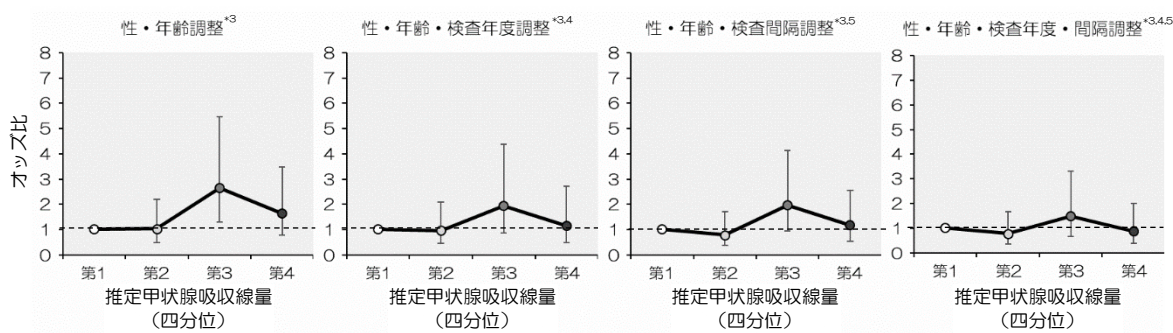 性・年齢調整*3
性・年齢・検査年度調整*3,4
性・年齢・検査間隔調整*3,5
性・年齢・検査年度・間隔調整*3,4,5
オッズ比
8
7
6
5
4
3
2
1
0
第1 第2 第3 第4
推定甲状腺吸収線量
（四分位）
8
7
6
5
4
3
2
1
0
第1 第2 第3 第4
推定甲状腺吸収線量
（四分位）
8
7
6
5
4
3
2
1
0
第1 第2 第3 第4
推定甲状腺吸収線量
（四分位）
8
7
6
5
4
3
2
1
0
第1 第2 第3 第4
推定甲状腺吸収線量
（四分位）